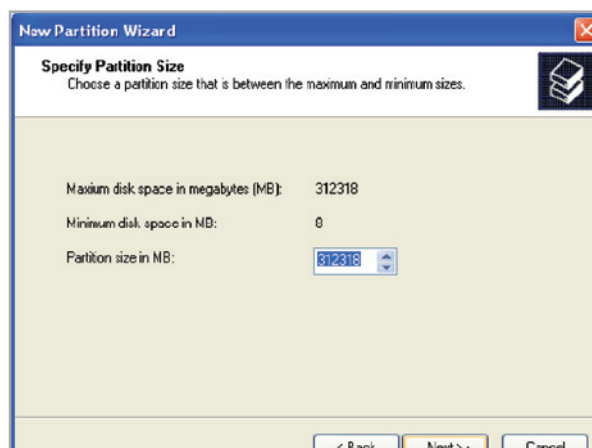 New Partition Wizard
Specify Partition Size
Choose a partition size that is between the maximum and minimum sizes.
Maxium disk space in megabytes (MB): 312318
Minimum disk space in MB: 8
Partition size in MB: 312318
< Back Next > Cancel